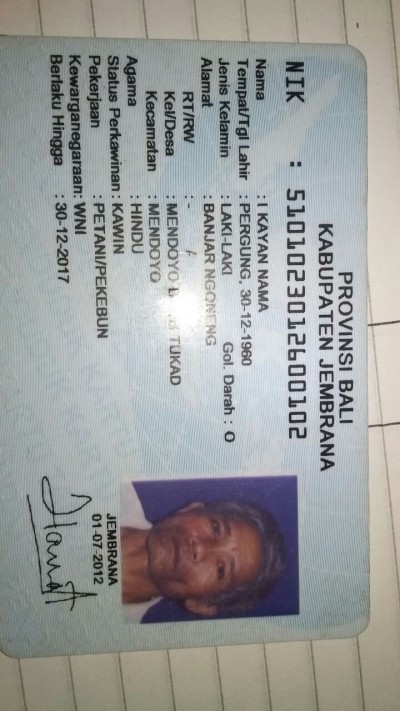 PROVINSI BALI
KABUPATEN JEMBRANA
NIK : 5101023012600102
Nama : I KAYAN NAMA
Tempat/Tgl Lahir : PERGUNG, 30-12-1960
Jenis Kelamin : LAKI-LAKI Gol. Darah : O
Alamat : BANJAR NGONENG
RT/RW : - /
Kel/Desa : MENDOYO TUKAD
Kecamatan : MENDOYO
Agama : HINDU
Status Perkawinan : KAWIN
Pekerjaan : PETANI/PEKEBUN
Kewarganegaraan: WNI
Berlaku Hingga : 30-12-2017
JEMBRANA
01-07-2012